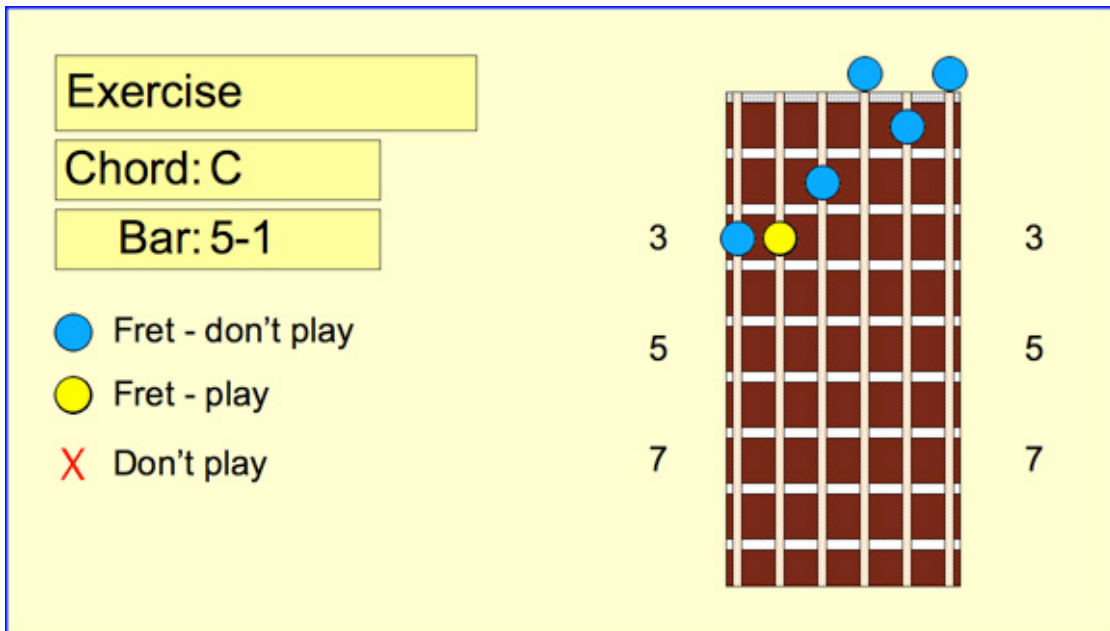 Exercise
Chord: C
Bar: 5-1
Fret - don't play
Fret - play
X Don't play
3 3
5 5
7 7